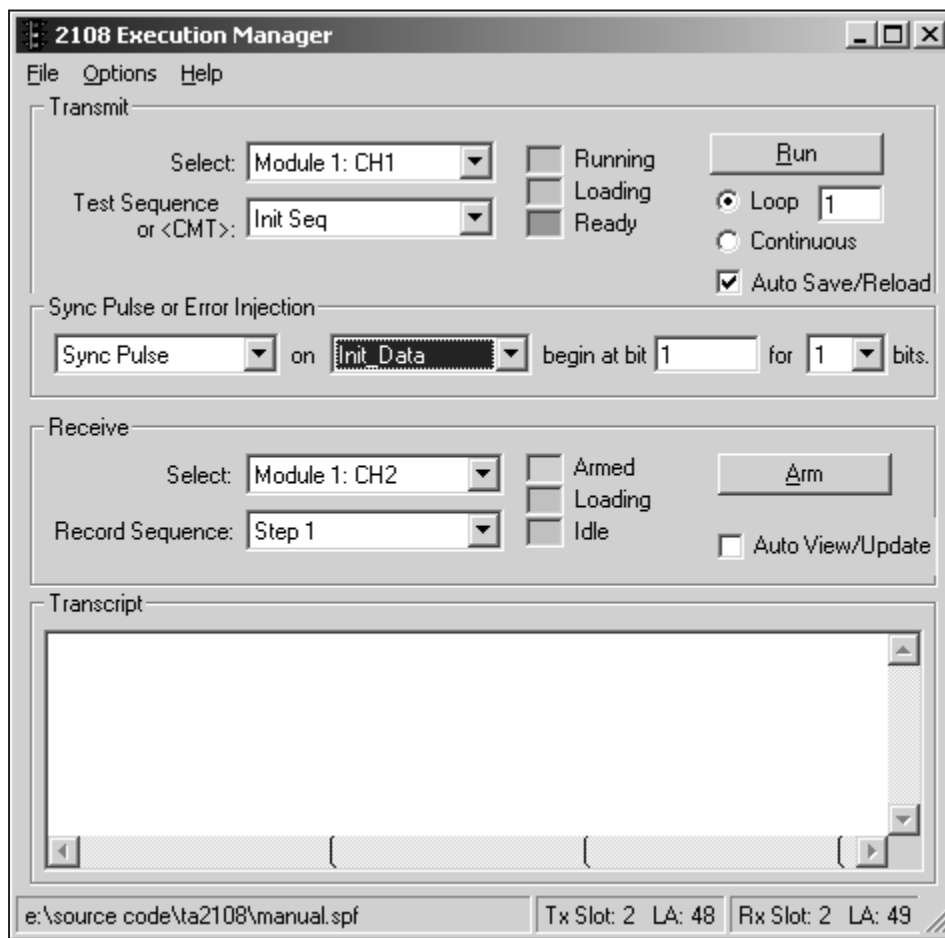 2108 Execution Manager
File Options Help
Transmit
Select: Module 1: CH1 Running Run
Loading
Test Sequence
or <CMT>: Init Seq Ready Loop 1
Continuous
Auto Save/Reload
Sync Pulse or Error Injection
Sync Pulse on Init_Data begin at bit 1 for 1 bits.
Receive
Select: Module 1: CH2 Armed Arm
Loading
Record Sequence: Step 1 Idle Auto View/Update
Transcript
e:\source code\ta2108\manual.spf Tx Slot: 2 LA: 48 Rx Slot: 2 LA: 49